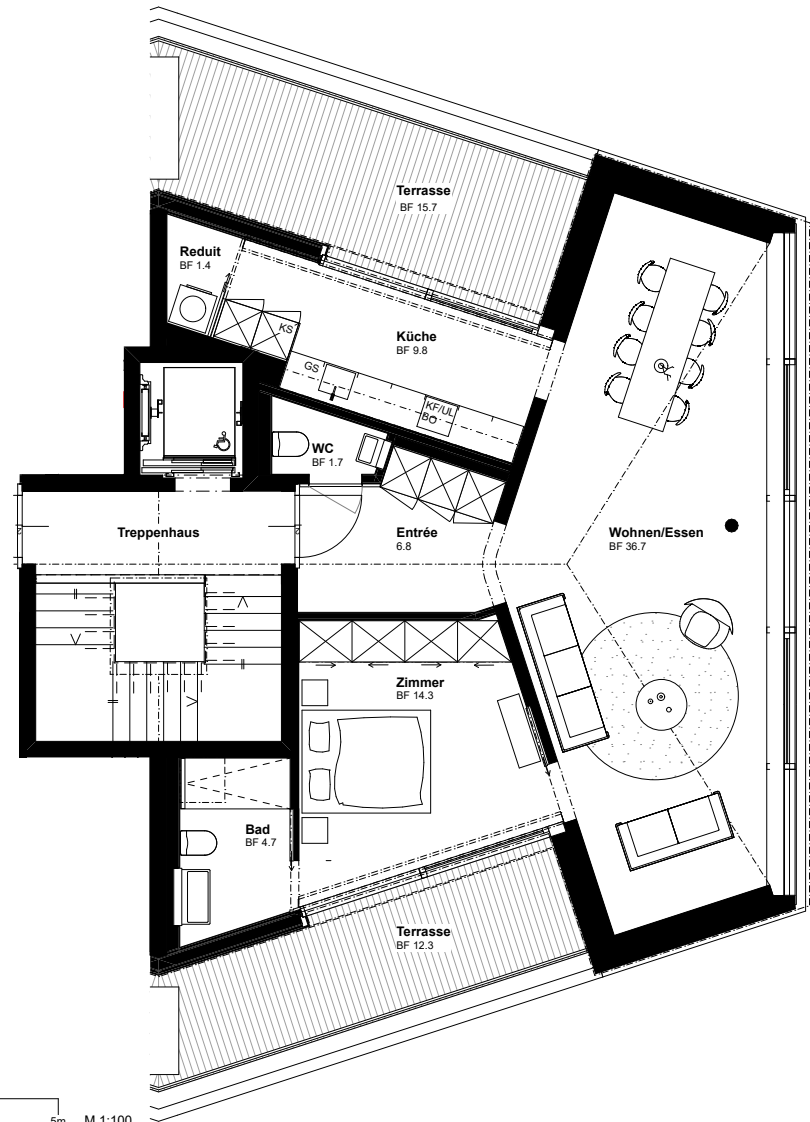 Terrasse
BF 15.7
Reduit
BF 1.4
KS
Küche
BF 9.8
GS
KF/UL
BO
WC
BF 1.7
Treppenhaus
Entrée
6.8
Wohnen/Essen
BF 36.7
Zimmer
BF 14.3
Bad
BF 4.7
Terrasse
BF 12.3
5m M 1:100